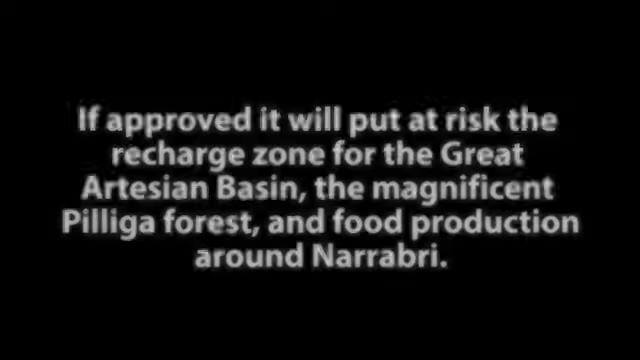 If approved it will put at risk the
recharge zone for the Great
Artesian Basin, the magnificent
Pilliga forest, and food production
around Narrabri.